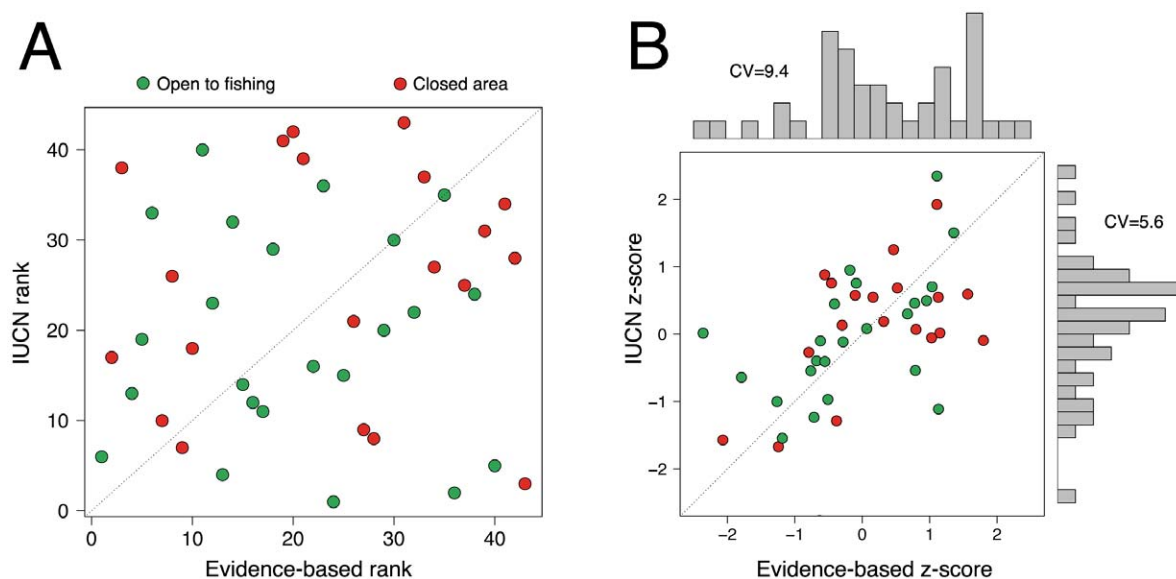 A
Open to fishing
Closed area
IUCN rank
40
30
20
10
0
0 10 20 30 40
Evidence-based rank
B
CV=9.4
CV=5.6
IUCN z-score
2
1
0
−1
−2
−2 −1 0 1 2
Evidence-based z-score